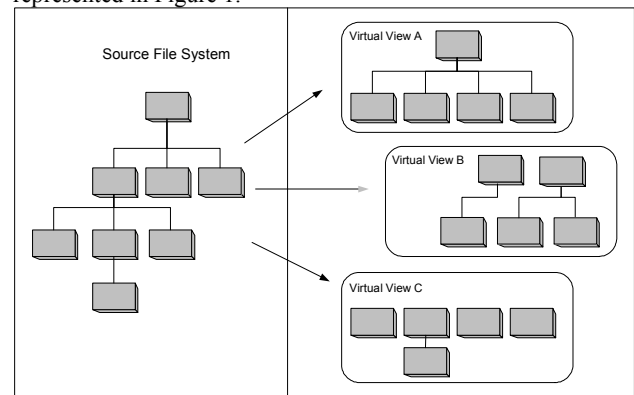 represented in Figure 1.
Source File System
Virtual View A
Virtual View B
Virtual View C